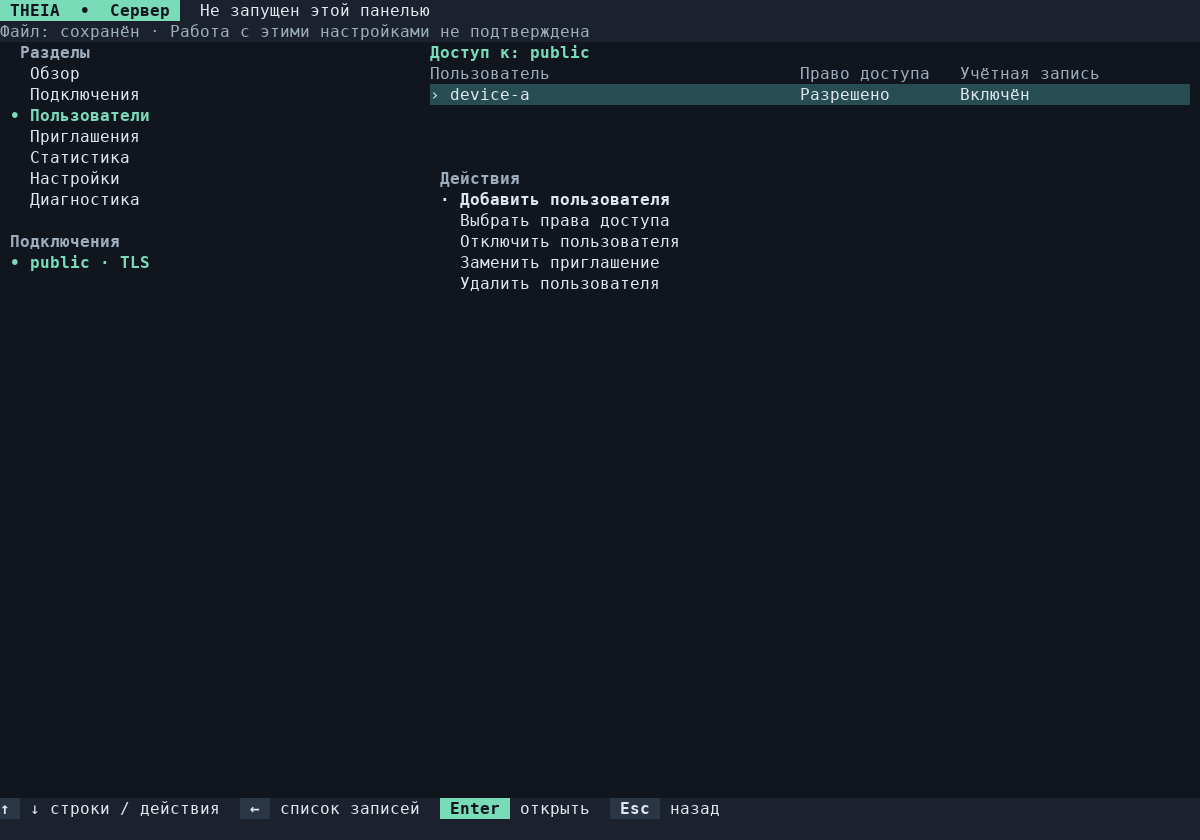 THEIA • Сервер Не запущен этой панелью
Файл: сохранён · Работа с этими настройками не подтверждена
Разделы
Обзор
Подключения
• Пользователи
Приглашения
Статистика
Настройки
Диагностика
Подключения
• public · TLS
Доступ к: public
Пользователь Право доступа Учётная запись
› device-a Разрешено Включён
Действия
· Добавить пользователя
Выбрать права доступа
Отключить пользователя
Заменить приглашение
Удалить пользователя
↑ ↓ строки / действия ← список записей Enter открыть Esc назад